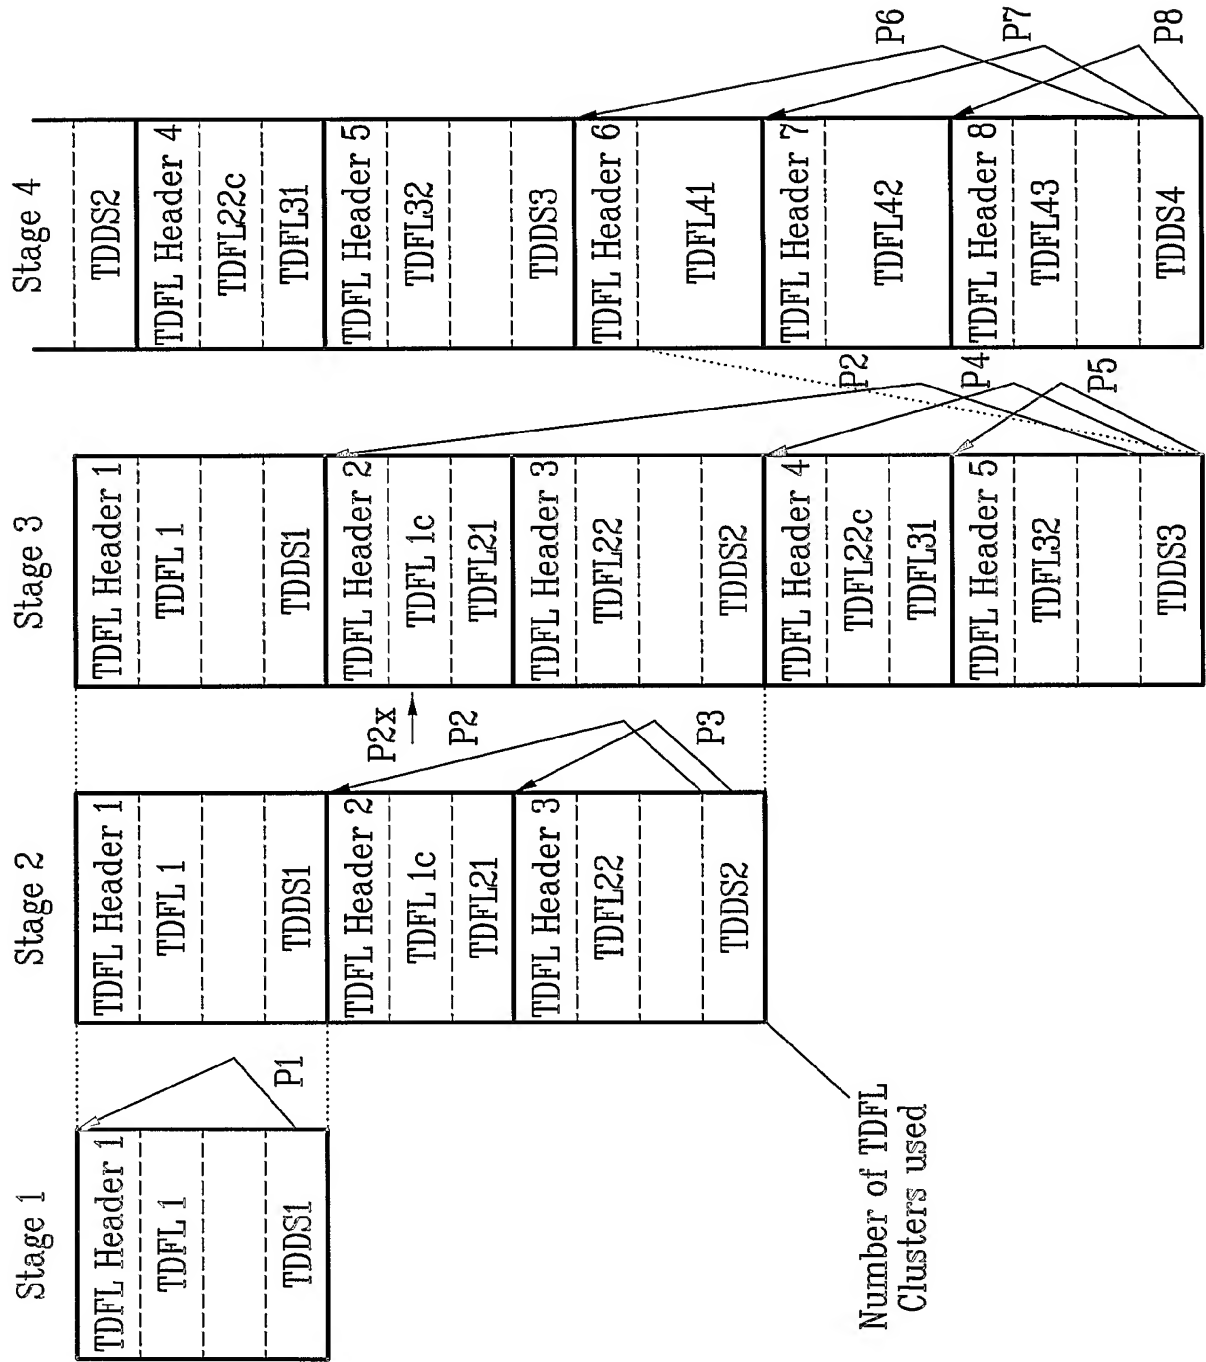 Stage 1
TDFL Header 1
TDFL 1
TDDS1
P1
Stage 2
TDFL Header 1
TDFL 1
TDDS1
TDFL Header 2
TDFL 1c
TDFL21
TDFL Header 3
TDFL22
TDDS2
P2x
P2
P3
Number of TDFL
Clusters used
Stage 3
TDFL Header 1
TDFL 1
TDDS1
TDFL Header 2
TDFL 1c
TDFL21
TDFL Header 3
TDFL22
TDDS2
TDFL Header 4
TDFL22c
TDFL31
TDFL Header 5
TDFL32
TDDS3
P2
P4
P5
Stage 4
TDDS2
TDFL Header 4
TDFL22c
TDFL31
TDFL Header 5
TDFL32
TDDS3
TDFL Header 6
TDFL41
TDFL Header 7
TDFL42
TDFL Header 8
TDFL43
TDDS4
P6
P7
P8